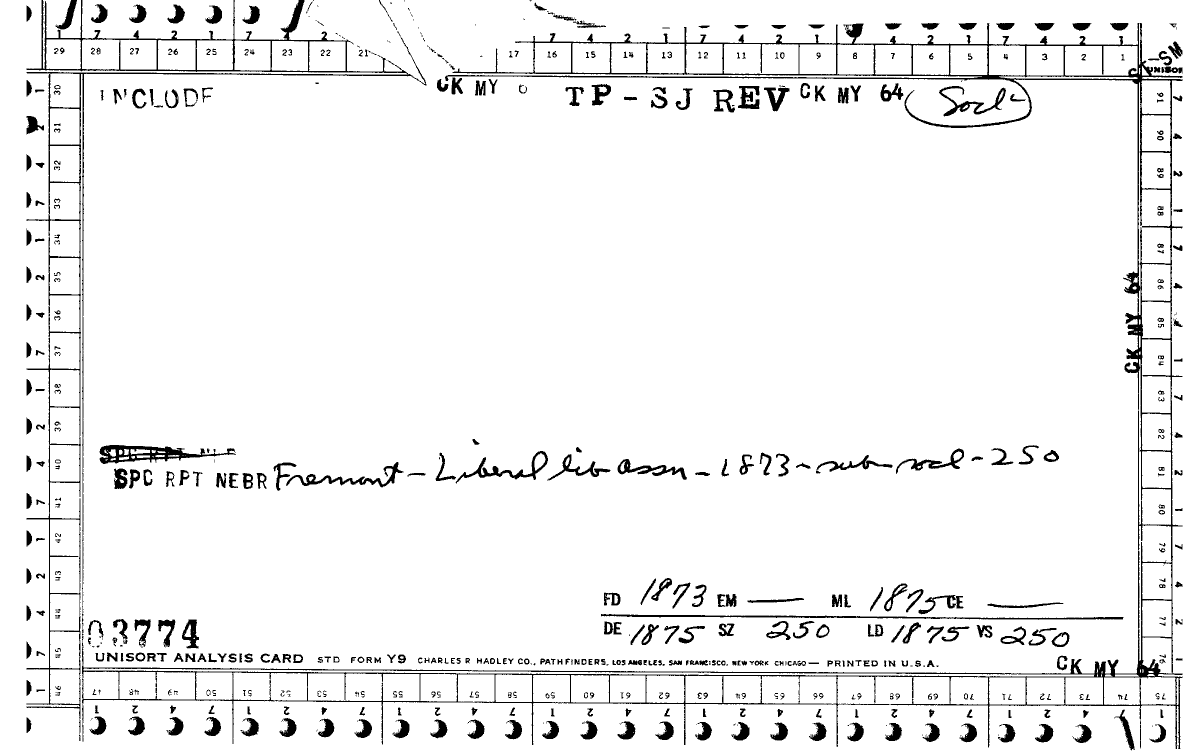 1 7 4 2 1 7 4 2 7 4 2 1 7 4 2 1 7 4 2 1 7 4 2 1
29 28 27 26 25 24 23 22 21 17 16 15 14 13 12 11 10 9 8 7 6 5 4 3 2 1
ST-SM
UNISOR
INCLUDE CK MY TP-SJ REV CK MY 64 Socl-
30 31 32 33 34 35 36 37 38 39 40 41 42 43 44 45 46
91 90 89 88 87 86 85 84 83 82 81 80 79 78 77 76
CK MY 64
SPC RPT NEBR Fremont - Liberal lib assn - 1873 - sub - socl - 250
FD 1873 EM — ML 1875 CE —
DE 1875 SZ 250 LD 1875 VS 250
03774
UNISORT ANALYSIS CARD STD FORM Y9 CHARLES R HADLEY CO., PATHFINDERS, LOS ANGELES, SAN FRANCISCO, NEW YORK CHICAGO — PRINTED IN U.S.A.
CK MY 64
47 48 49 50 51 52 53 54 55 56 57 58 59 60 61 62 63 64 65 66 67 68 69 70 71 72 73 74 75
1 2 4 7 1 2 4 7 1 2 4 7 1 2 4 7 1 2 4 7 1 2 4 7 1 2 4 7 1